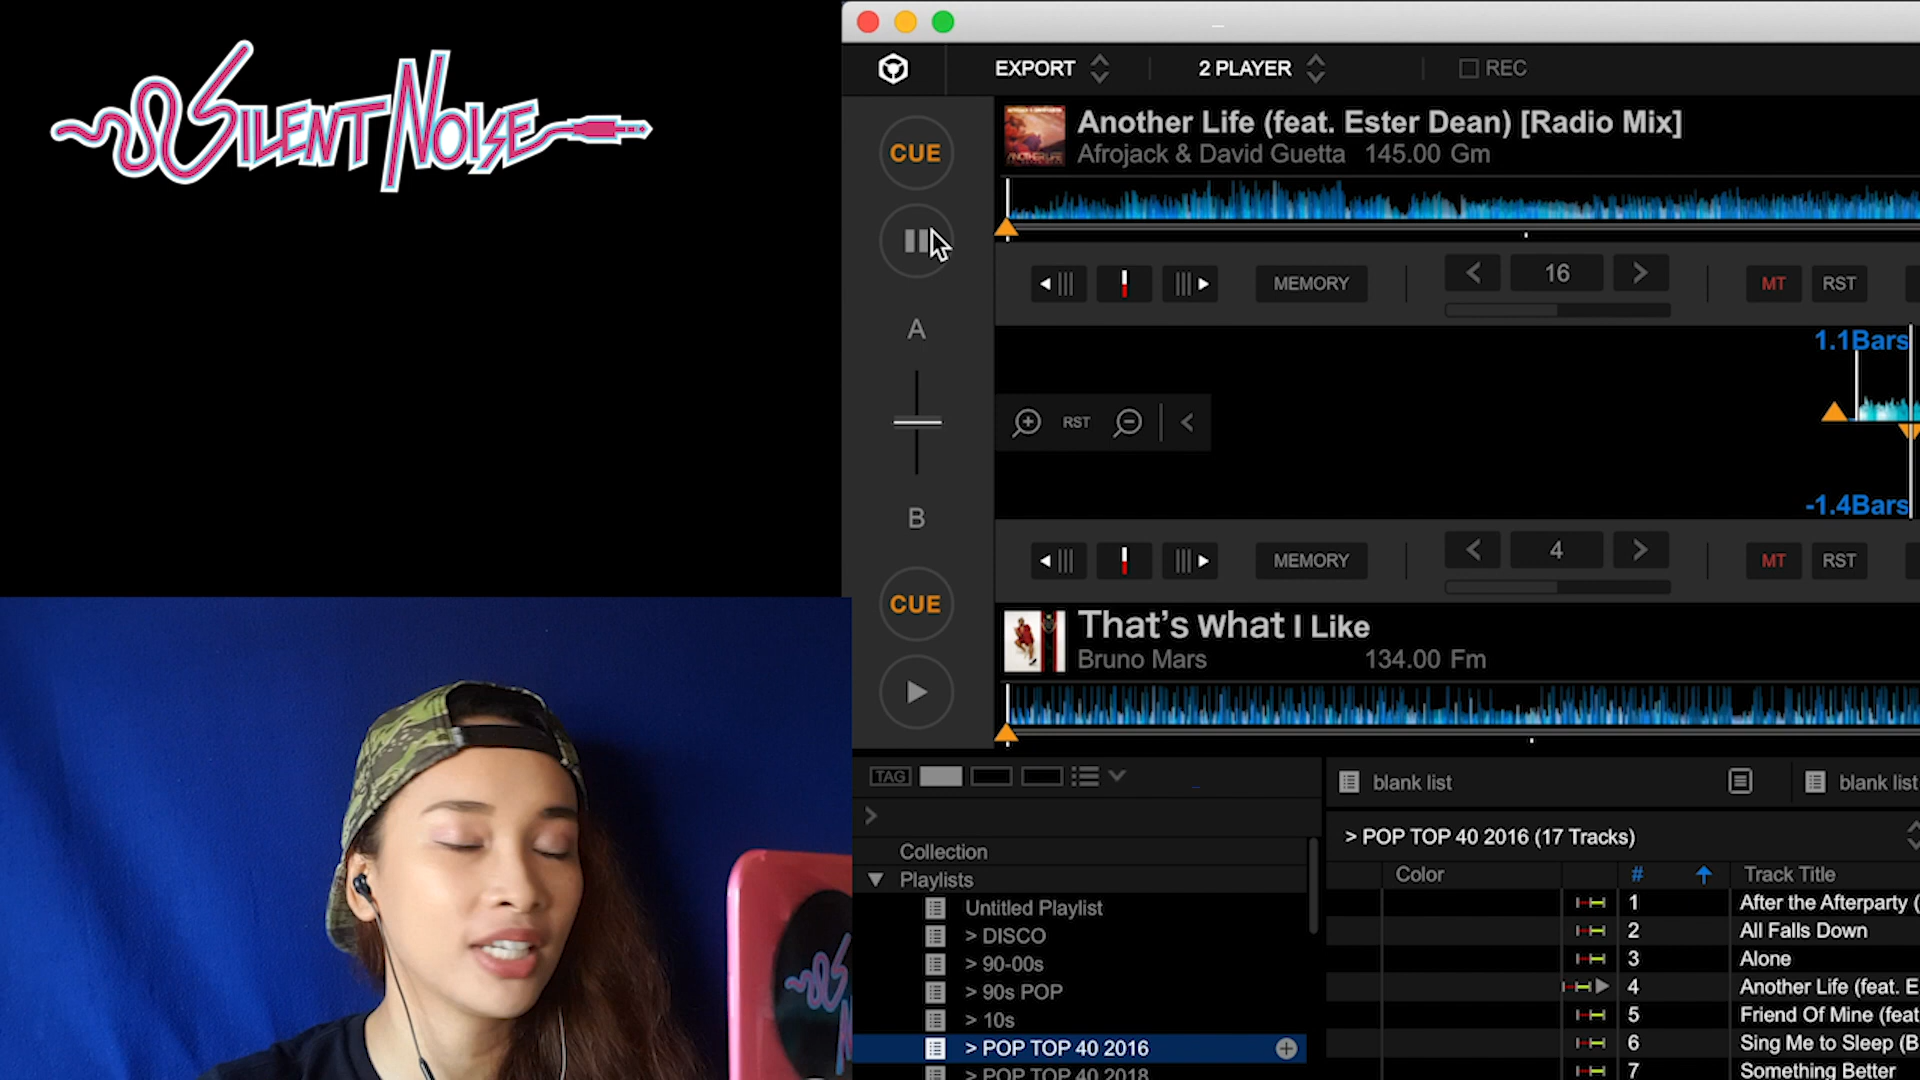 SILENT NOISE
EXPORT
2 PLAYER
REC
CUE
Another Life (feat. Ester Dean) [Radio Mix]
Afrojack & David Guetta 145.00 Gm
MEMORY
16
MT
RST
A
1.1Bars
RST
-1.4Bars
B
MEMORY
4
MT
RST
CUE
That's What I Like
Bruno Mars 134.00 Fm
TAG
blank list
blank list
> POP TOP 40 2016 (17 Tracks)
Collection
Color
#
Track Title
Playlists
Untitled Playlist
1 After the Afterparty (
> DISCO
2 All Falls Down
> 90-00s
3 Alone
> 90s POP
4 Another Life (feat. E
> 10s
5 Friend Of Mine (feat
> POP TOP 40 2016
6 Sing Me to Sleep (B
> POP TOP 40 2018
7 Something Better